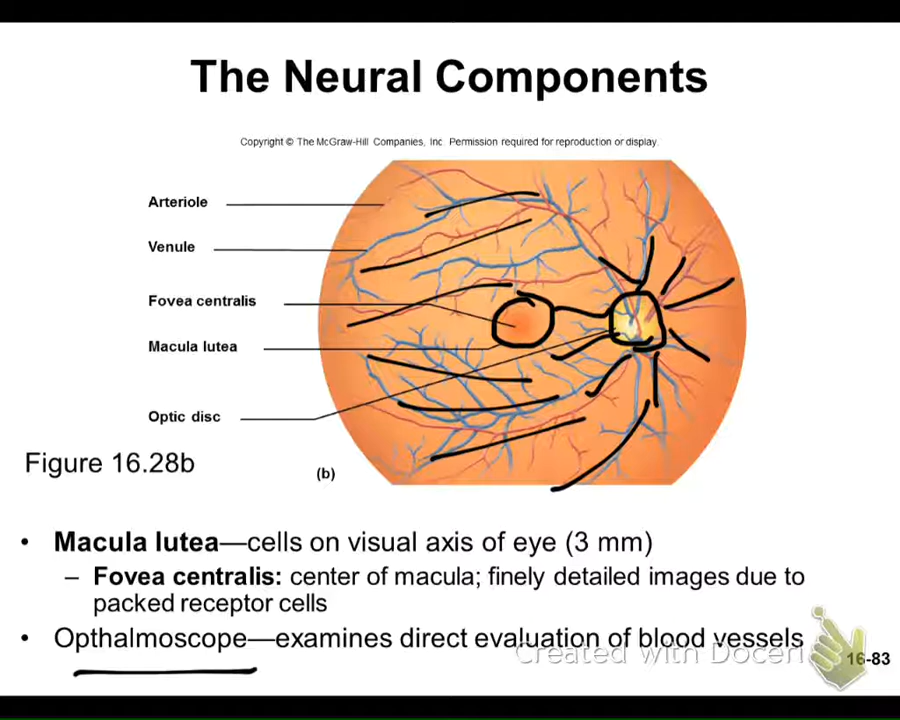 The Neural Components
Copyright © The McGraw-Hill Companies, Inc. Permission required for reproduction or display.
Arteriole
Venule
Fovea centralis
Macula lutea
Optic disc
Figure 16.28b
(b)
• Macula lutea—cells on visual axis of eye (3 mm)
– Fovea centralis: center of macula; finely detailed images due to
packed receptor cells
• Opthalmoscope—examines direct evaluation of blood vessels
Created with Doceri
16-83